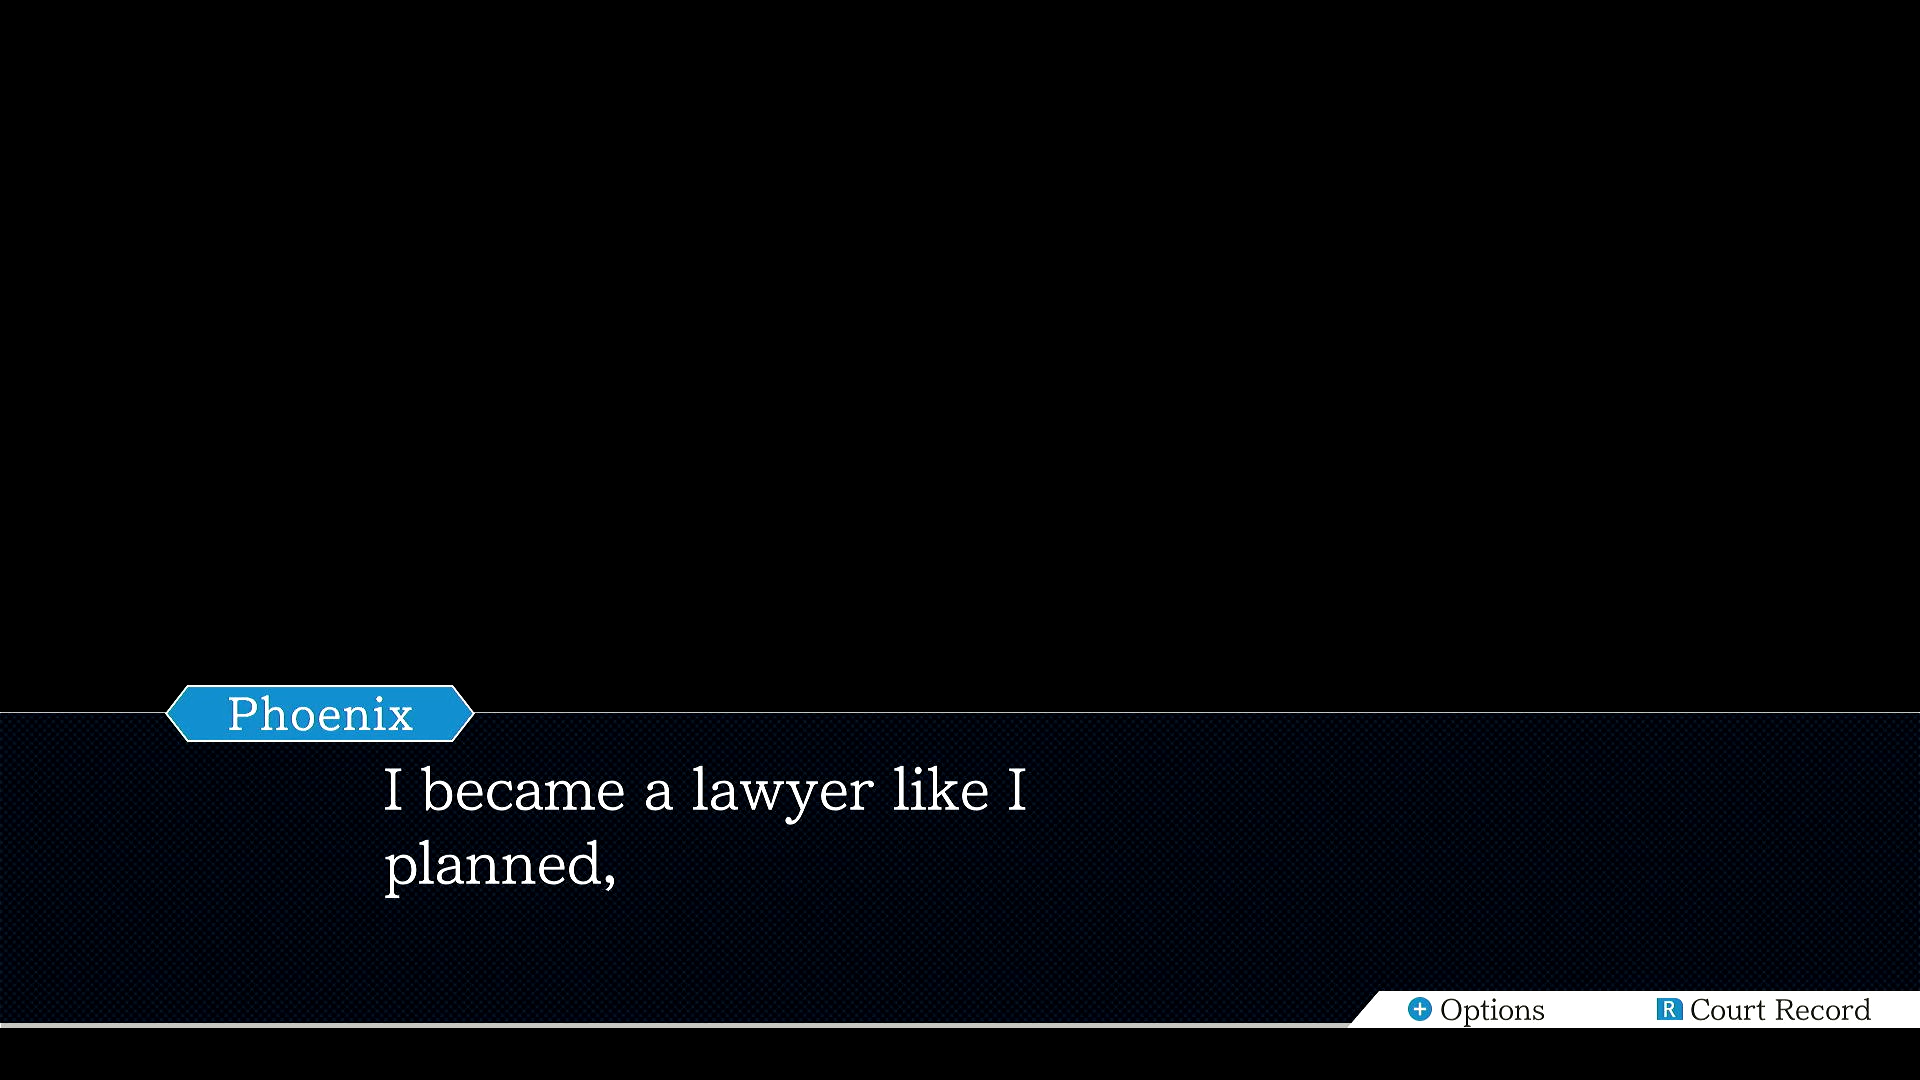 Phoenix
I became a lawyer like I
planned,
+ Options
R Court Record